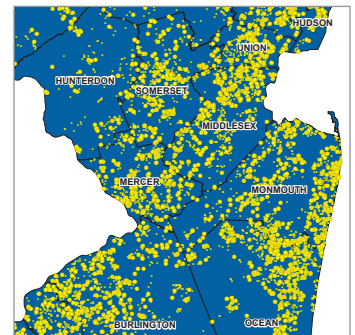 HUDSON
UNION
HUNTERDON
SOMERSET
MIDDLESEX
MERCER
MONMOUTH
BURLINGTON
OCEAN